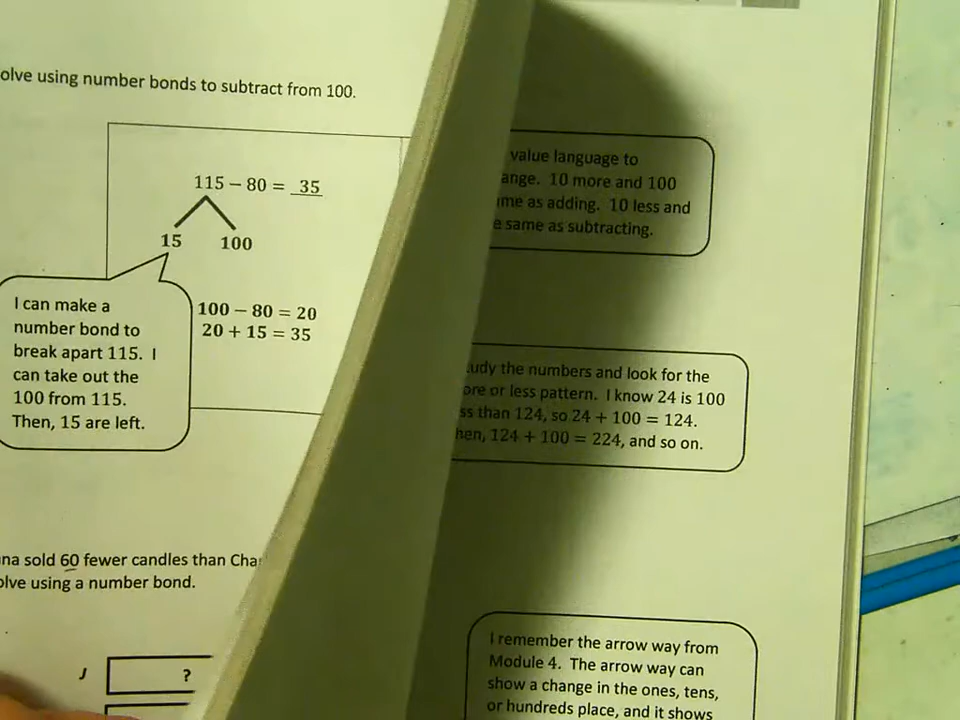 olve using number bonds to subtract from 100.
115 − 80 = 35
15 100
I can make a
number bond to
break apart 115. I
can take out the
100 from 115.
Then, 15 are left.
100 − 80 = 20
20 + 15 = 35
na sold 60 fewer candles than Cha
olve using a number bond.
J
?
value language to
ange. 10 more and 100
me as adding. 10 less and
e same as subtracting.
udy the numbers and look for the
ore or less pattern. I know 24 is 100
ss than 124, so 24 + 100 = 124.
hen, 124 + 100 = 224, and so on.
I remember the arrow way from
Module 4. The arrow way can
show a change in the ones, tens,
or hundreds place, and it shows